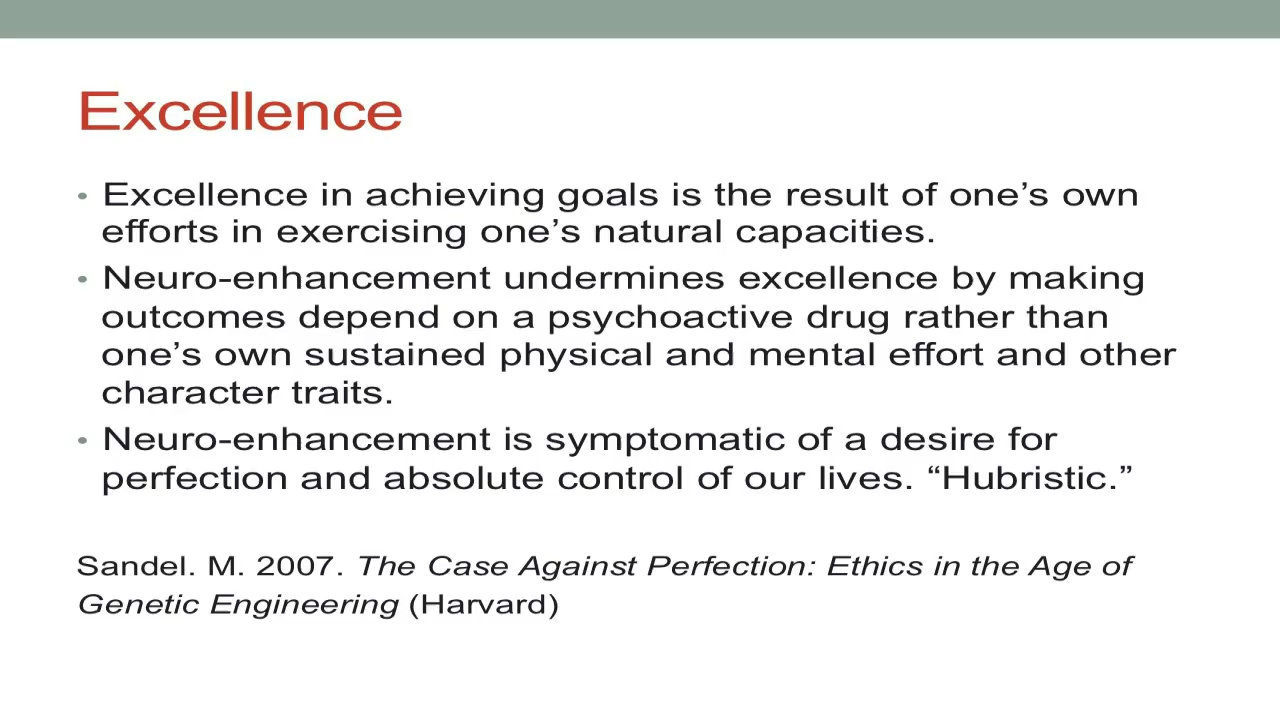 Excellence
• Excellence in achieving goals is the result of one’s own
efforts in exercising one’s natural capacities.
• Neuro-enhancement undermines excellence by making
outcomes depend on a psychoactive drug rather than
one’s own sustained physical and mental effort and other
character traits.
• Neuro-enhancement is symptomatic of a desire for
perfection and absolute control of our lives. “Hubristic.”
Sandel. M. 2007. The Case Against Perfection: Ethics in the Age of
Genetic Engineering (Harvard)